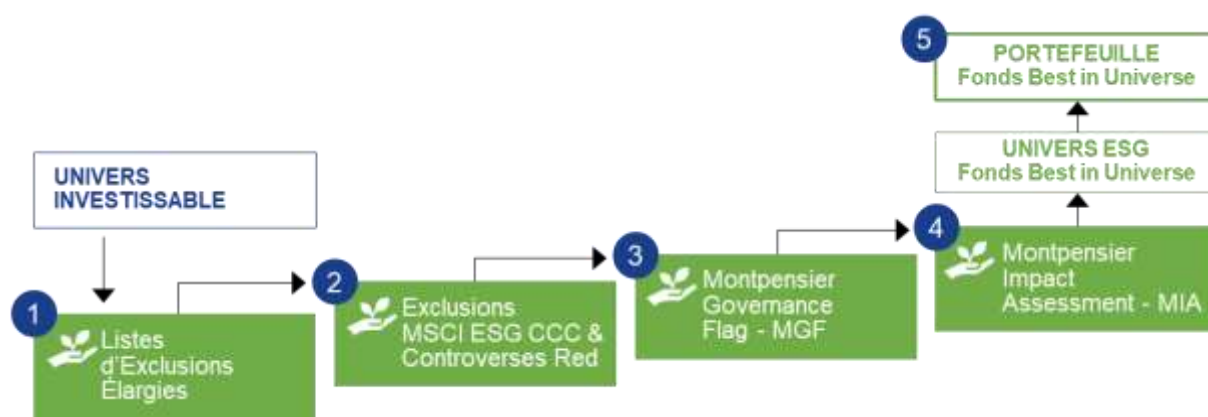 UNIVERS
INVESTISSABLE
1
Listes
d'Exclusions
Élargies
2
Exclusions
MSCI ESG CCC &
Controverses Red
3
Montpensier
Governance
Flag - MGF
4
Montpensier
Impact
Assessment - MIA
UNIVERS ESG
Fonds Best in Universe
5
PORTEFEUILLE
Fonds Best in Universe